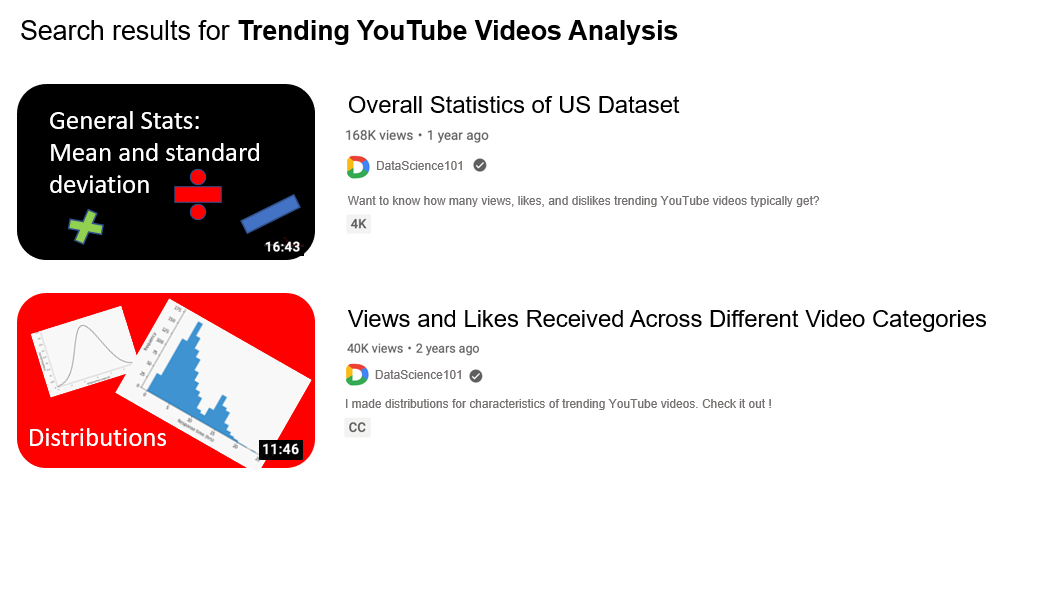 Search results for Trending YouTube Videos Analysis
General Stats:
Mean and standard
deviation
16:43
Overall Statistics of US Dataset
168K views • 1 year ago
DataScience101
Want to know how many views, likes, and dislikes trending YouTube videos typically get?
4K
Distributions
11:46
Views and Likes Received Across Different Video Categories
40K views • 2 years ago
DataScience101
I made distributions for characteristics of trending YouTube videos. Check it out !
CC